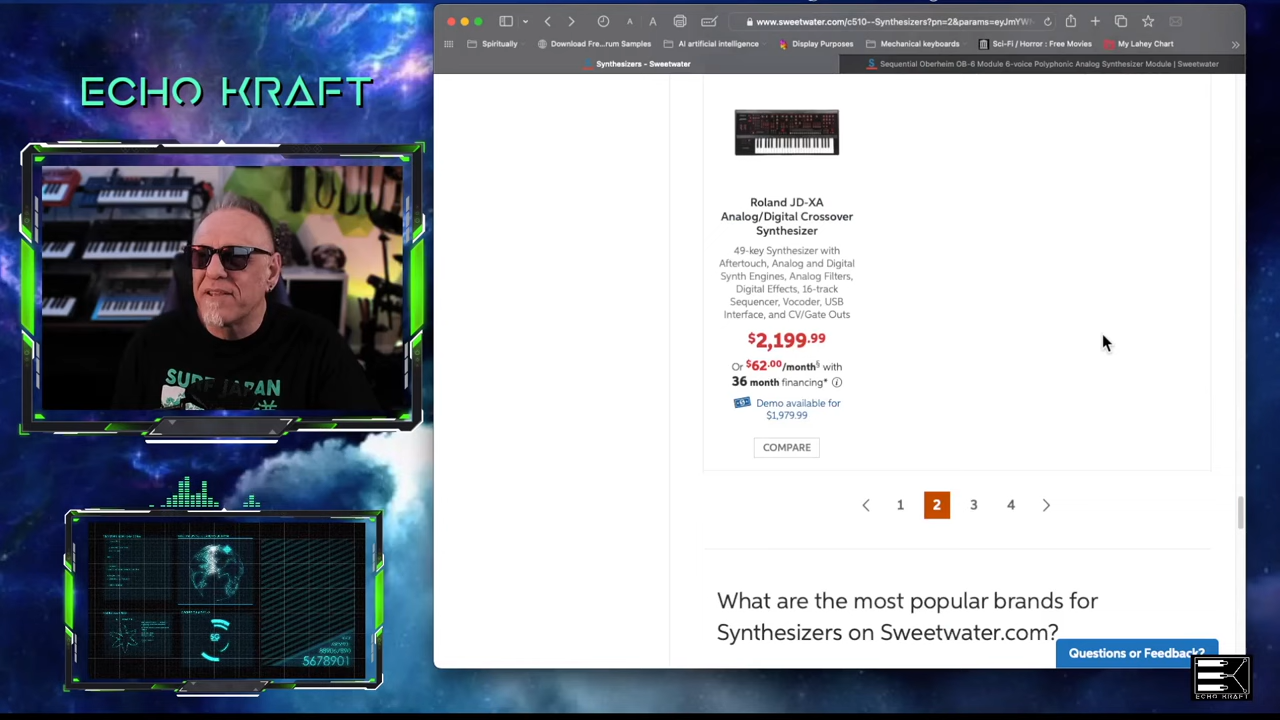 www.sweetwater.com/c510--Synthesizers?pn=2&params=eyJmYW
Spiritually
Download Fre...rum Samples
AI artificial intelligence
Display Purposes
Mechanical keyboards
Sci-Fi / Horror : Free Movies
My Lahey Chart
Synthesizers - Sweetwater
Sequential Oberheim OB-6 Module 6-voice Polyphonic Analog Synthesizer Module | Sweetwater
ECHO KRAFT
SURF JAPAN
Roland JD-XA
Analog/Digital Crossover
Synthesizer
49-key Synthesizer with
Aftertouch, Analog and Digital
Synth Engines, Analog Filters,
Digital Effects, 16-track
Sequencer, Vocoder, USB
Interface, and CV/Gate Outs
$2,199.99
Or $62.00/month§ with
36 month financing*
Demo available for
$1,979.99
COMPARE
1 2 3 4
What are the most popular brands for
Synthesizers on Sweetwater.com?
Questions or Feedback?
5678901
ECHO KRAFT